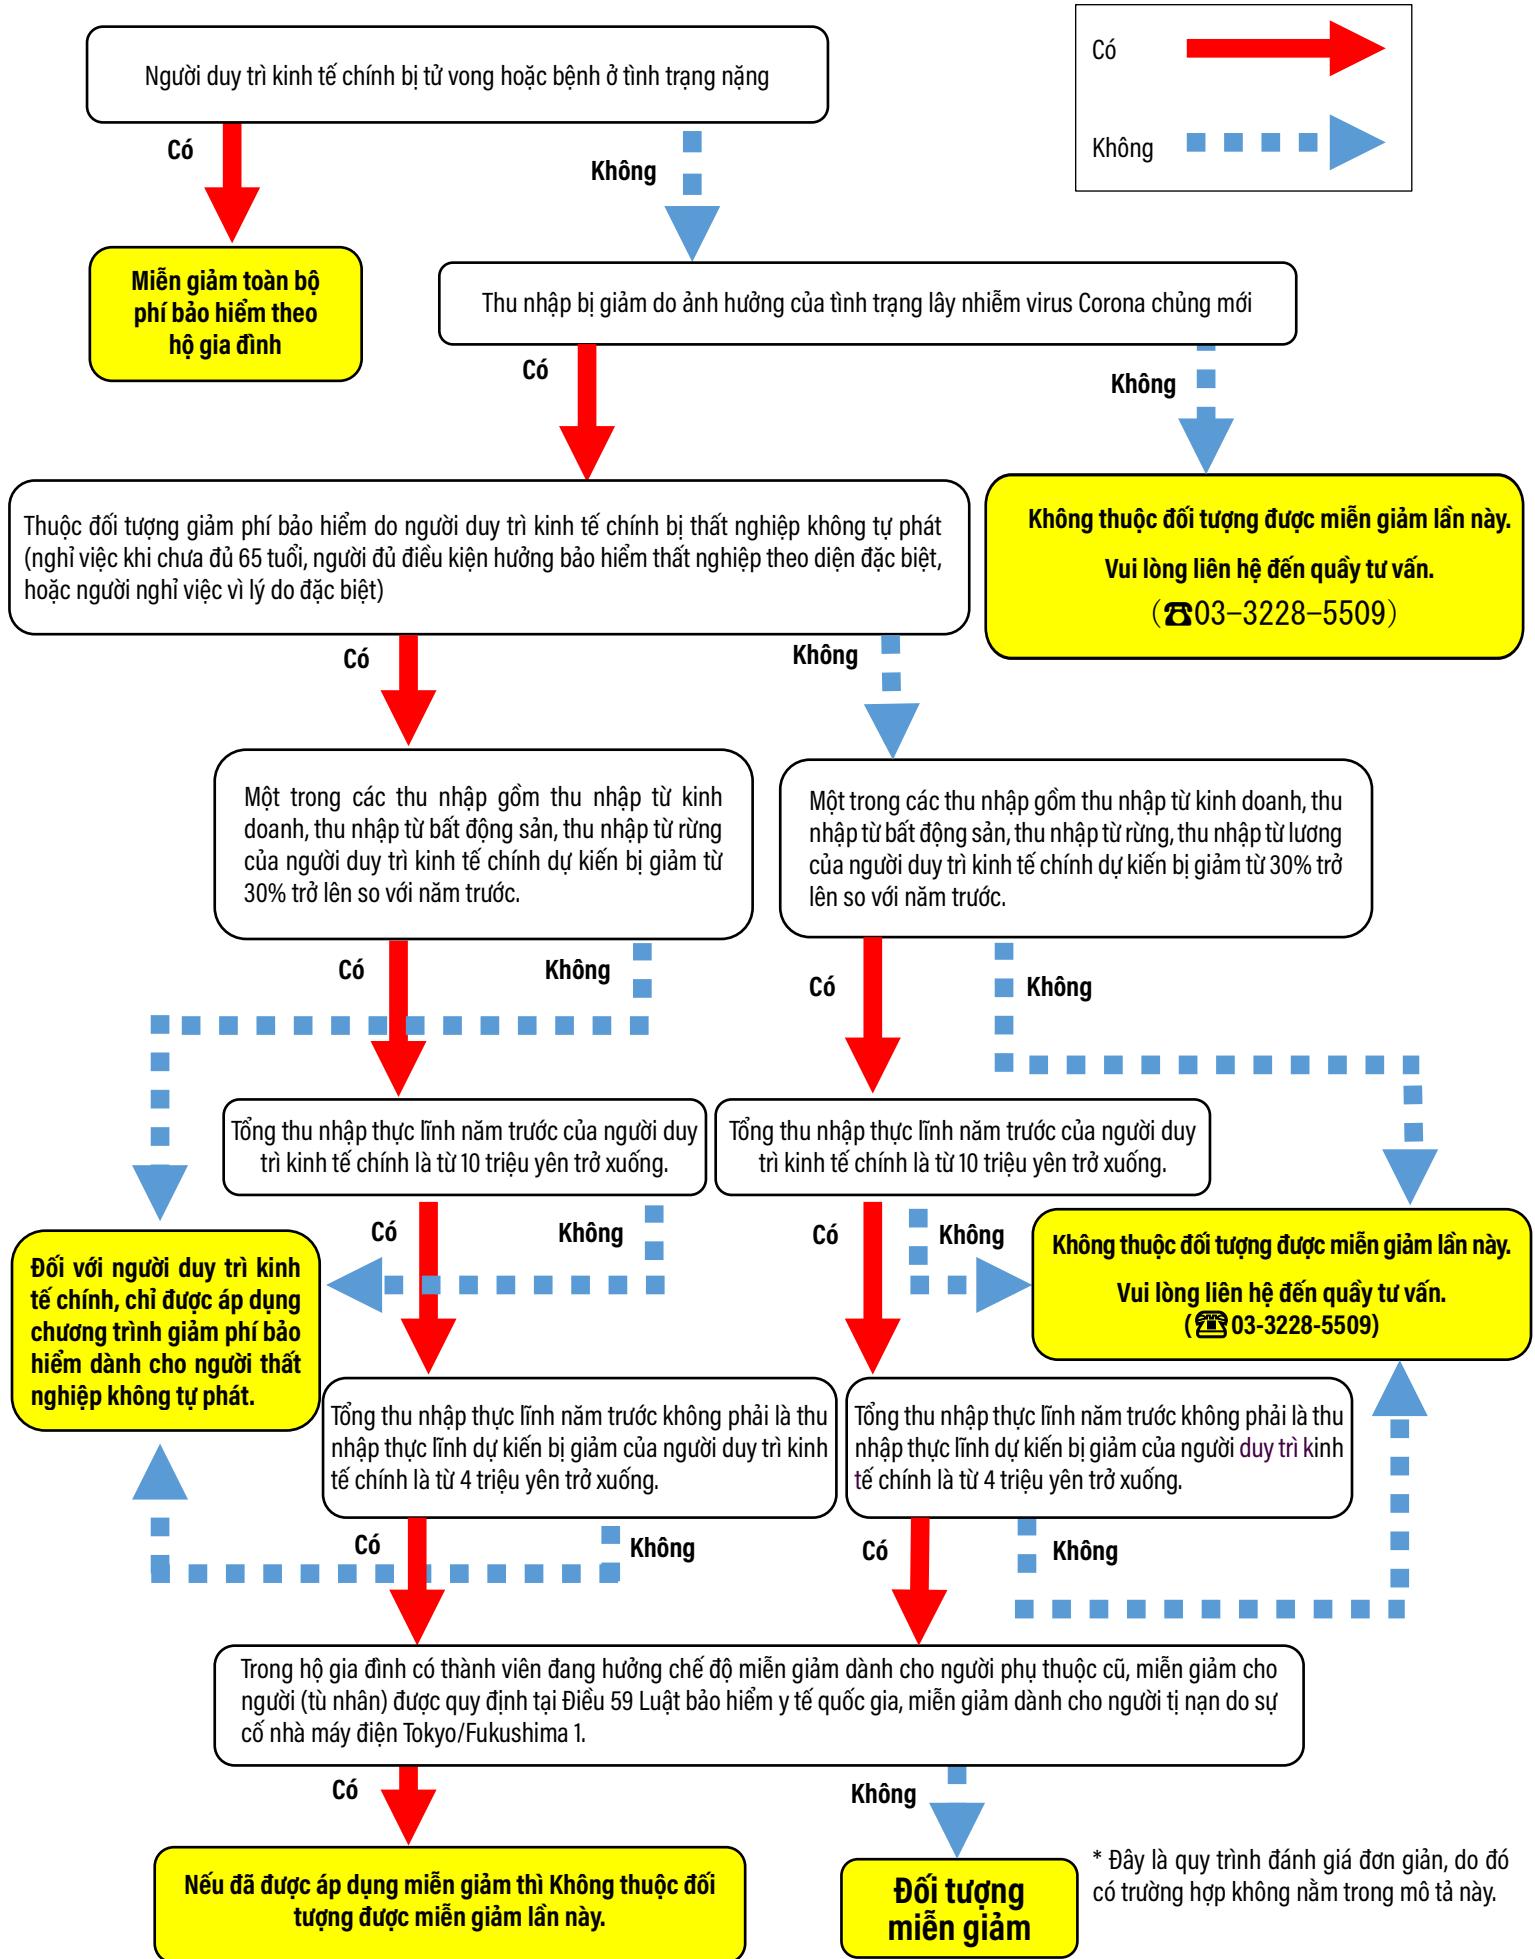 Có
Không
Người duy trì kinh tế chính bị tử vong hoặc bệnh ở tình trạng nặng
Có
Không
Miễn giảm toàn bộ
phí bảo hiểm theo
hộ gia đình
Thu nhập bị giảm do ảnh hưởng của tình trạng lây nhiễm virus Corona chủng mới
Có
Không
Thuộc đối tượng giảm phí bảo hiểm do người duy trì kinh tế chính bị thất nghiệp không tự phát
(nghỉ việc khi chưa đủ 65 tuổi, người đủ điều kiện hưởng bảo hiểm thất nghiệp theo diện đặc biệt,
hoặc người nghỉ việc vì lý do đặc biệt)
Không thuộc đối tượng được miễn giảm lần này.
Vui lòng liên hệ đến quầy tư vấn.
（☎03−3228−5509）
Có
Không
Một trong các thu nhập gồm thu nhập từ kinh
doanh, thu nhập từ bất động sản, thu nhập từ rừng
của người duy trì kinh tế chính dự kiến bị giảm từ
30% trở lên so với năm trước.
Một trong các thu nhập gồm thu nhập từ kinh doanh, thu
nhập từ bất động sản, thu nhập từ rừng, thu nhập từ lương
của người duy trì kinh tế chính dự kiến bị giảm từ 30% trở
lên so với năm trước.
Có
Không
Có
Không
Tổng thu nhập thực lĩnh năm trước của người duy
trì kinh tế chính là từ 10 triệu yên trở xuống.
Tổng thu nhập thực lĩnh năm trước của người duy
trì kinh tế chính là từ 10 triệu yên trở xuống.
Có
Không
Có
Không
Đối với người duy trì kinh
tế chính, chỉ được áp dụng
chương trình giảm phí bảo
hiểm dành cho người thất
nghiệp không tự phát.
Không thuộc đối tượng được miễn giảm lần này.
Vui lòng liên hệ đến quầy tư vấn.
(☎03-3228-5509)
Tổng thu nhập thực lĩnh năm trước không phải là thu
nhập thực lĩnh dự kiến bị giảm của người duy trì kinh
tế chính là từ 4 triệu yên trở xuống.
Tổng thu nhập thực lĩnh năm trước không phải là thu
nhập thực lĩnh dự kiến bị giảm của người duy trì kinh
tế chính là từ 4 triệu yên trở xuống.
Có
Không
Có
Không
Trong hộ gia đình có thành viên đang hưởng chế độ miễn giảm dành cho người phụ thuộc cũ, miễn giảm cho
người (tù nhân) được quy định tại Điều 59 Luật bảo hiểm y tế quốc gia, miễn giảm dành cho người tị nạn do sự
cố nhà máy điện Tokyo/Fukushima 1.
Có
Không
Nếu đã được áp dụng miễn giảm thì Không thuộc đối
tượng được miễn giảm lần này.
Đối tượng
miễn giảm
* Đây là quy trình đánh giá đơn giản, do đó
có trường hợp không nằm trong mô tả này.